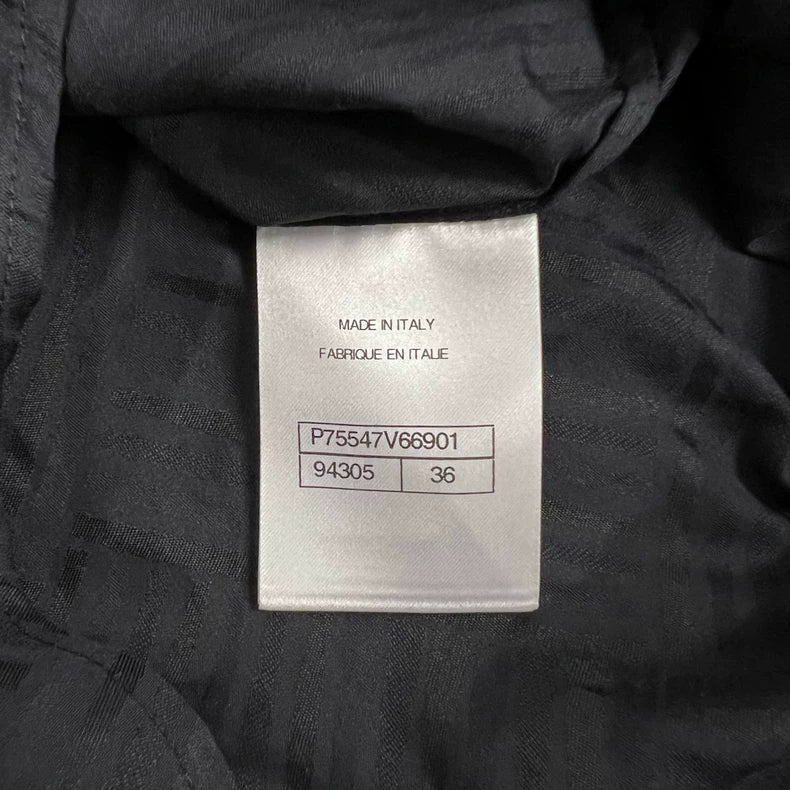 MADE IN ITALY
FABRIQUE EN ITALIE
P75547V66901
94305 36